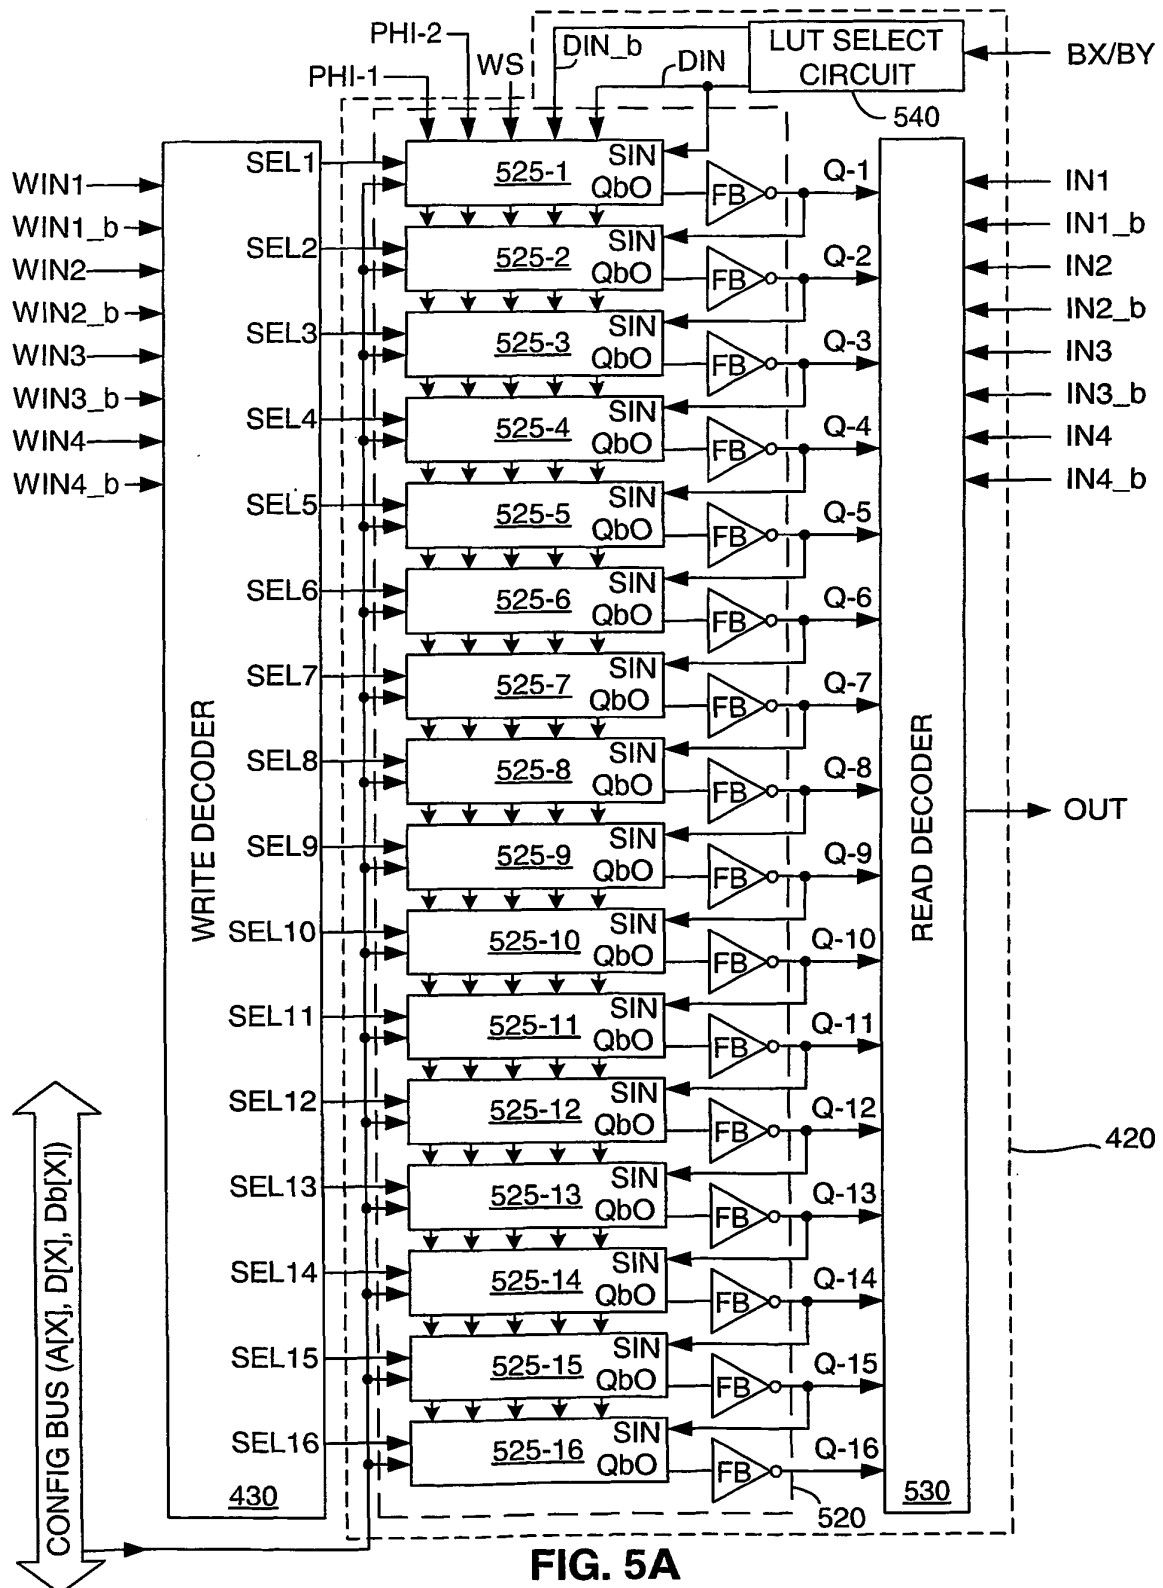 PHI-2
DIN_b
LUT SELECT
CIRCUIT
BX/BY
WS
DIN
PHI-1
540
WIN1
WIN1_b
WIN2
WIN2_b
WIN3
WIN3_b
WIN4
WIN4_b
WRITE DECODER
430
SEL1
SEL2
SEL3
SEL4
SEL5
SEL6
SEL7
SEL8
SEL9
SEL10
SEL11
SEL12
SEL13
SEL14
SEL15
SEL16
525-1 SIN QbO FB Q-1
525-2 SIN QbO FB Q-2
525-3 SIN QbO FB Q-3
525-4 SIN QbO FB Q-4
525-5 SIN QbO FB Q-5
525-6 SIN QbO FB Q-6
525-7 SIN QbO FB Q-7
525-8 SIN QbO FB Q-8
525-9 SIN QbO FB Q-9
525-10 SIN QbO FB Q-10
525-11 SIN QbO FB Q-11
525-12 SIN QbO FB Q-12
525-13 SIN QbO FB Q-13
525-14 SIN QbO FB Q-14
525-15 SIN QbO FB Q-15
525-16 SIN QbO FB Q-16
520
READ DECODER
530
IN1
IN1_b
IN2
IN2_b
IN3
IN3_b
IN4
IN4_b
OUT
420
CONFIG BUS (A[X], D[X], Db[X])
FIG. 5A